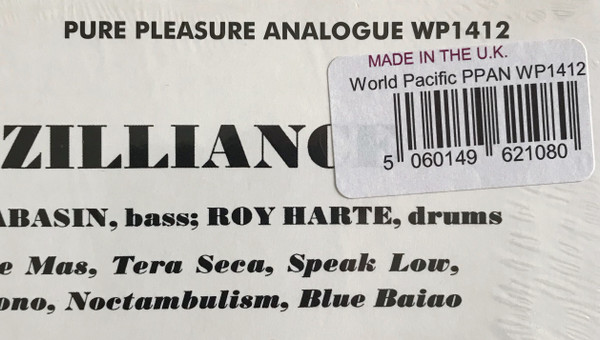 PURE PLEASURE ANALOGUE WP1412
MADE IN THE U.K.
World Pacific PPAN WP1412
5 060149 621080
ZILLIANCE
ABASIN, bass; ROY HARTE, drums
e Mas, Tera Seca, Speak Low,
ono, Noctambulism, Blue Baiao